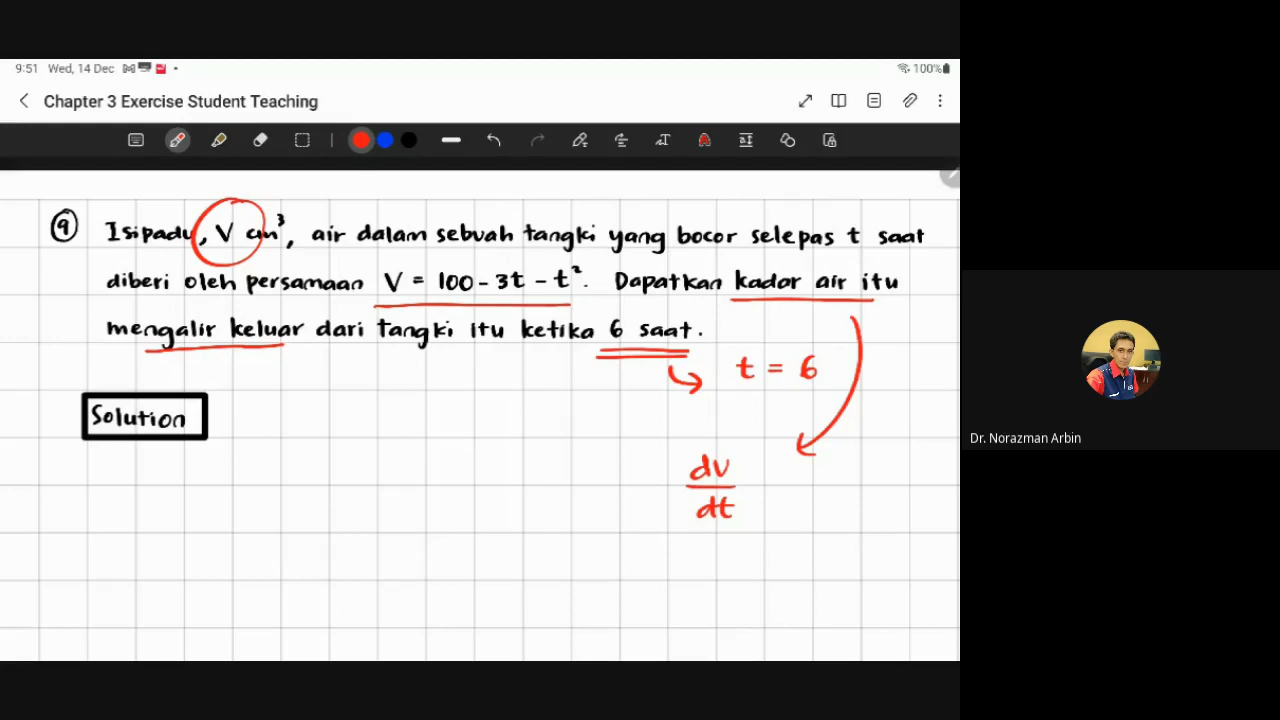 9:51 Wed, 14 Dec
100%
Chapter 3 Exercise Student Teaching
9 Isipadu, V cm³, air dalam sebuah tangki yang bocor selepas t saat
diberi oleh persamaan V = 100 - 3t - t². Dapatkan kador air itu
mengalir keluar dari tangki itu ketika 6 saat.
t = 6
Solution
dv
dt
Dr. Norazman Arbin